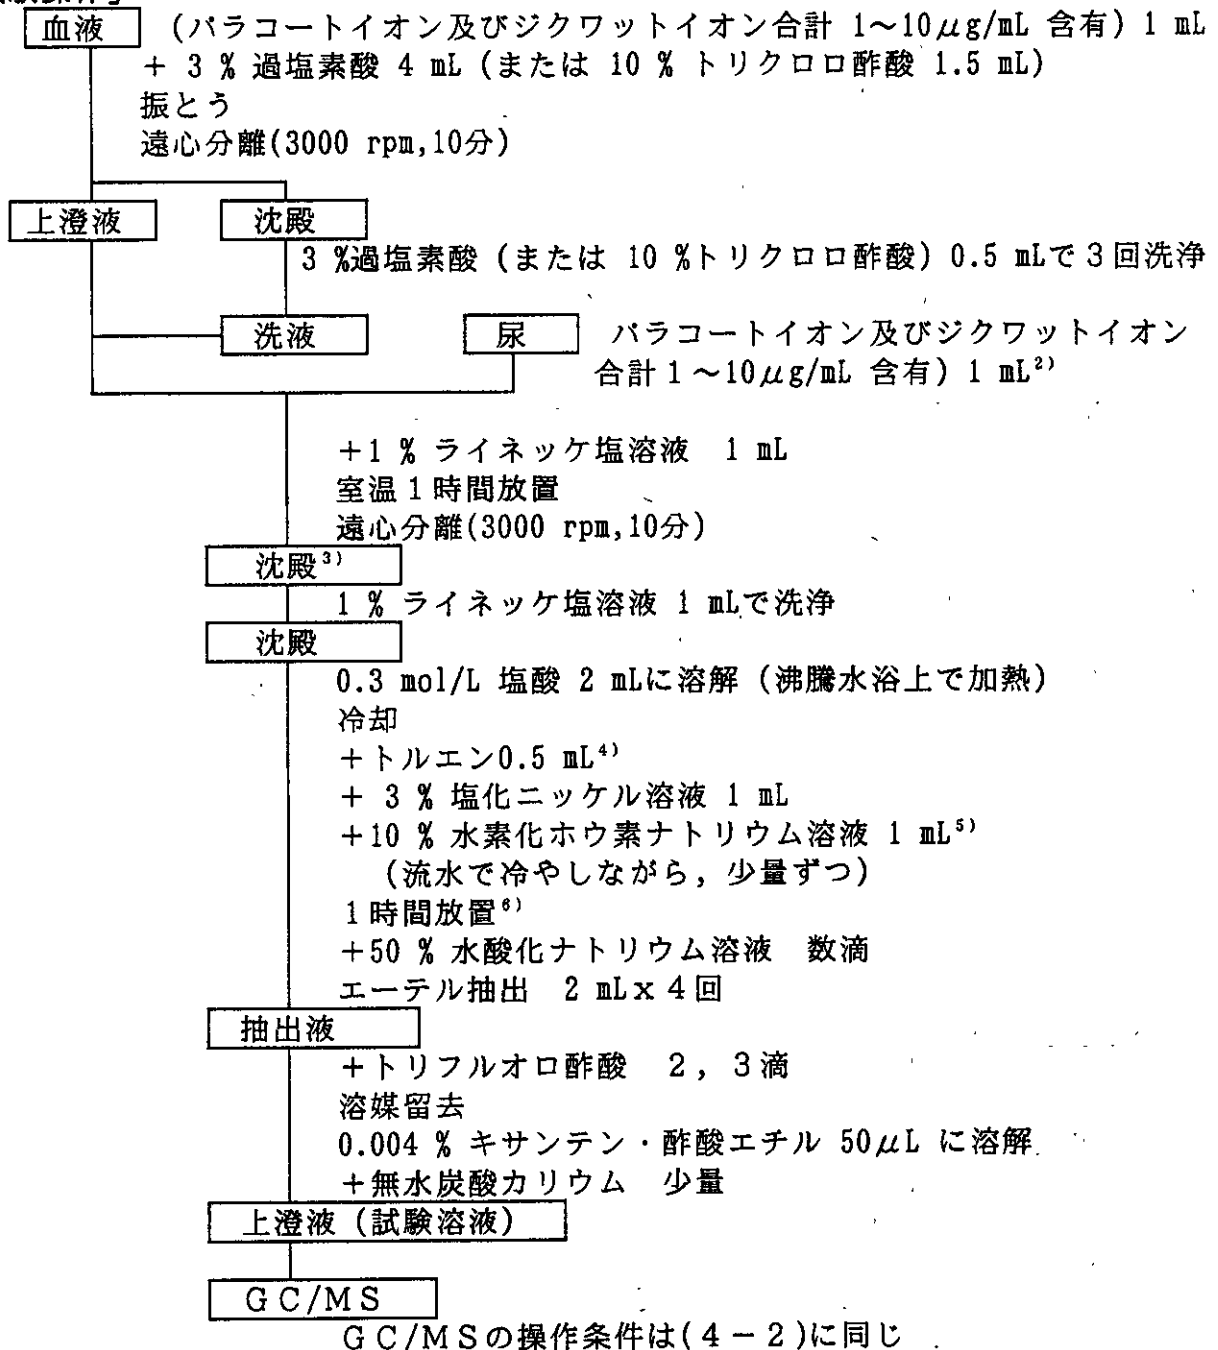 血液 (パラコートイオン及びジクワットイオン合計 1~10μg/mL 含有) 1 mL
+ 3 % 過塩素酸 4 mL (または 10 % トリクロロ酢酸 1.5 mL)
振とう
遠心分離(3000 rpm,10分)
上澄液 沈殿
3 %過塩素酸 (または 10 %トリクロロ酢酸) 0.5 mLで3回洗浄
洗液 尿 パラコートイオン及びジクワットイオン
合計1~10μg/mL 含有) 1 mL²⁾
+1 % ライネッケ塩溶液 1 mL
室温1時間放置
遠心分離(3000 rpm,10分)
沈殿³⁾
1 % ライネッケ塩溶液 1 mLで洗浄
沈殿
0.3 mol/L 塩酸 2 mLに溶解 (沸騰水浴上で加熱)
冷却
+トルエン0.5 mL⁴⁾
+ 3 % 塩化ニッケル溶液 1 mL
+10 % 水素化ホウ素ナトリウム溶液 1 mL⁵⁾
(流水で冷やしながら, 少量ずつ)
1時間放置⁶⁾
+50 % 水酸化ナトリウム溶液 数滴
エーテル抽出 2 mLx4回
抽出液
+トリフルオロ酢酸 2, 3滴
溶媒留去
0.004 % キサンテン・酢酸エチル 50μL に溶解
+無水炭酸カリウム 少量
上澄液 (試験溶液)
GC/MS
GC/MSの操作条件は(4-2)に同じ